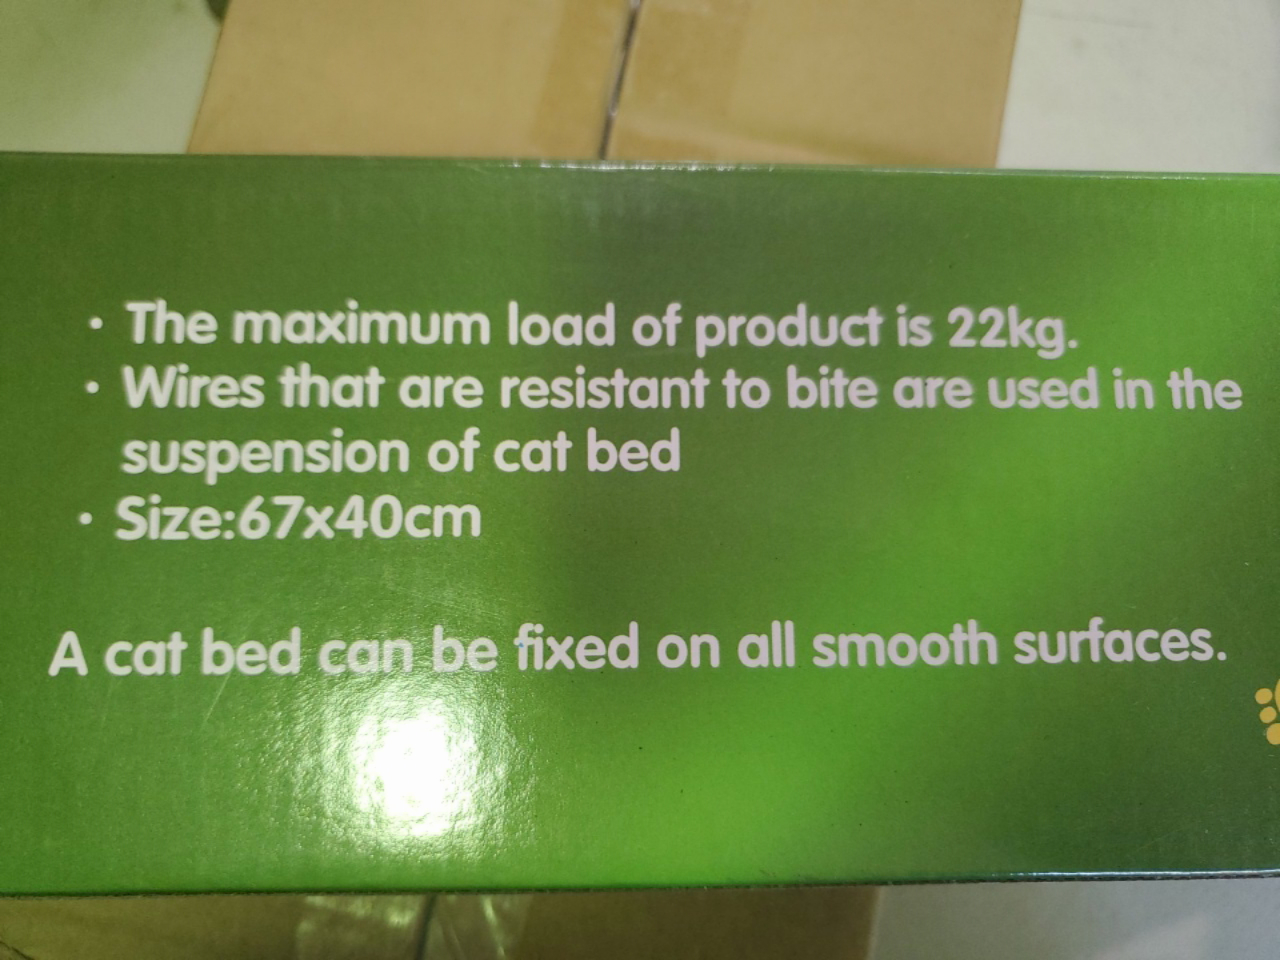 • The maximum load of product is 22kg.
• Wires that are resistant to bite are used in the
suspension of cat bed
• Size:67x40cm
A cat bed can be fixed on all smooth surfaces.